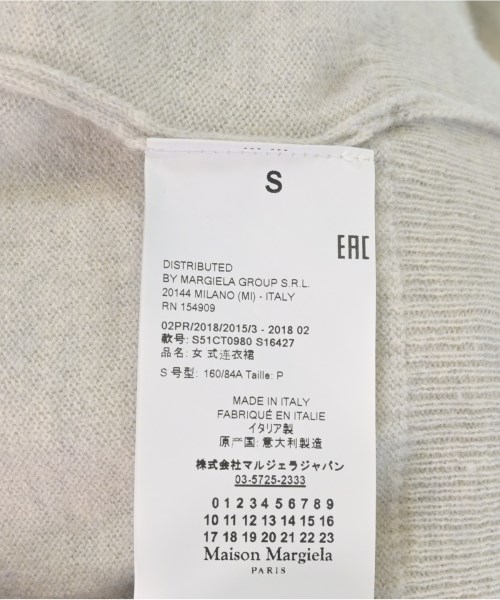 S
EAC
DISTRIBUTED
BY MARGIELA GROUP S.R.L.
20144 MILANO (MI) - ITALY
RN 154909
02PR/2018/2015/3 - 2018 02
款号: S51CT0980 S16427
品名: 女 式连衣裙
S 号型: 160/84A Taille: P
MADE IN ITALY
FABRIQUÉ EN ITALIE
イタリア製
原产国: 意大利製造
株式会社マルジェラジャパン
03-5725-2333
0 1 2 3 4 5 6 7 8 9
10 11 12 13 14 15 16
17 18 19 20 21 22 23
Maison Margiela
PARIS